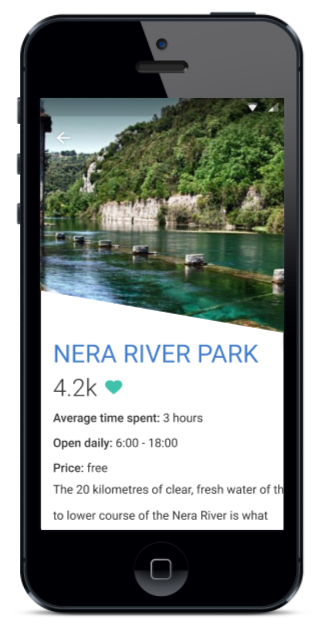 NERA RIVER PARK
4.2k
Average time spent: 3 hours
Open daily: 6:00 - 18:00
Price: free
The 20 kilometres of clear, fresh water of th
to lower course of the Nera River is what